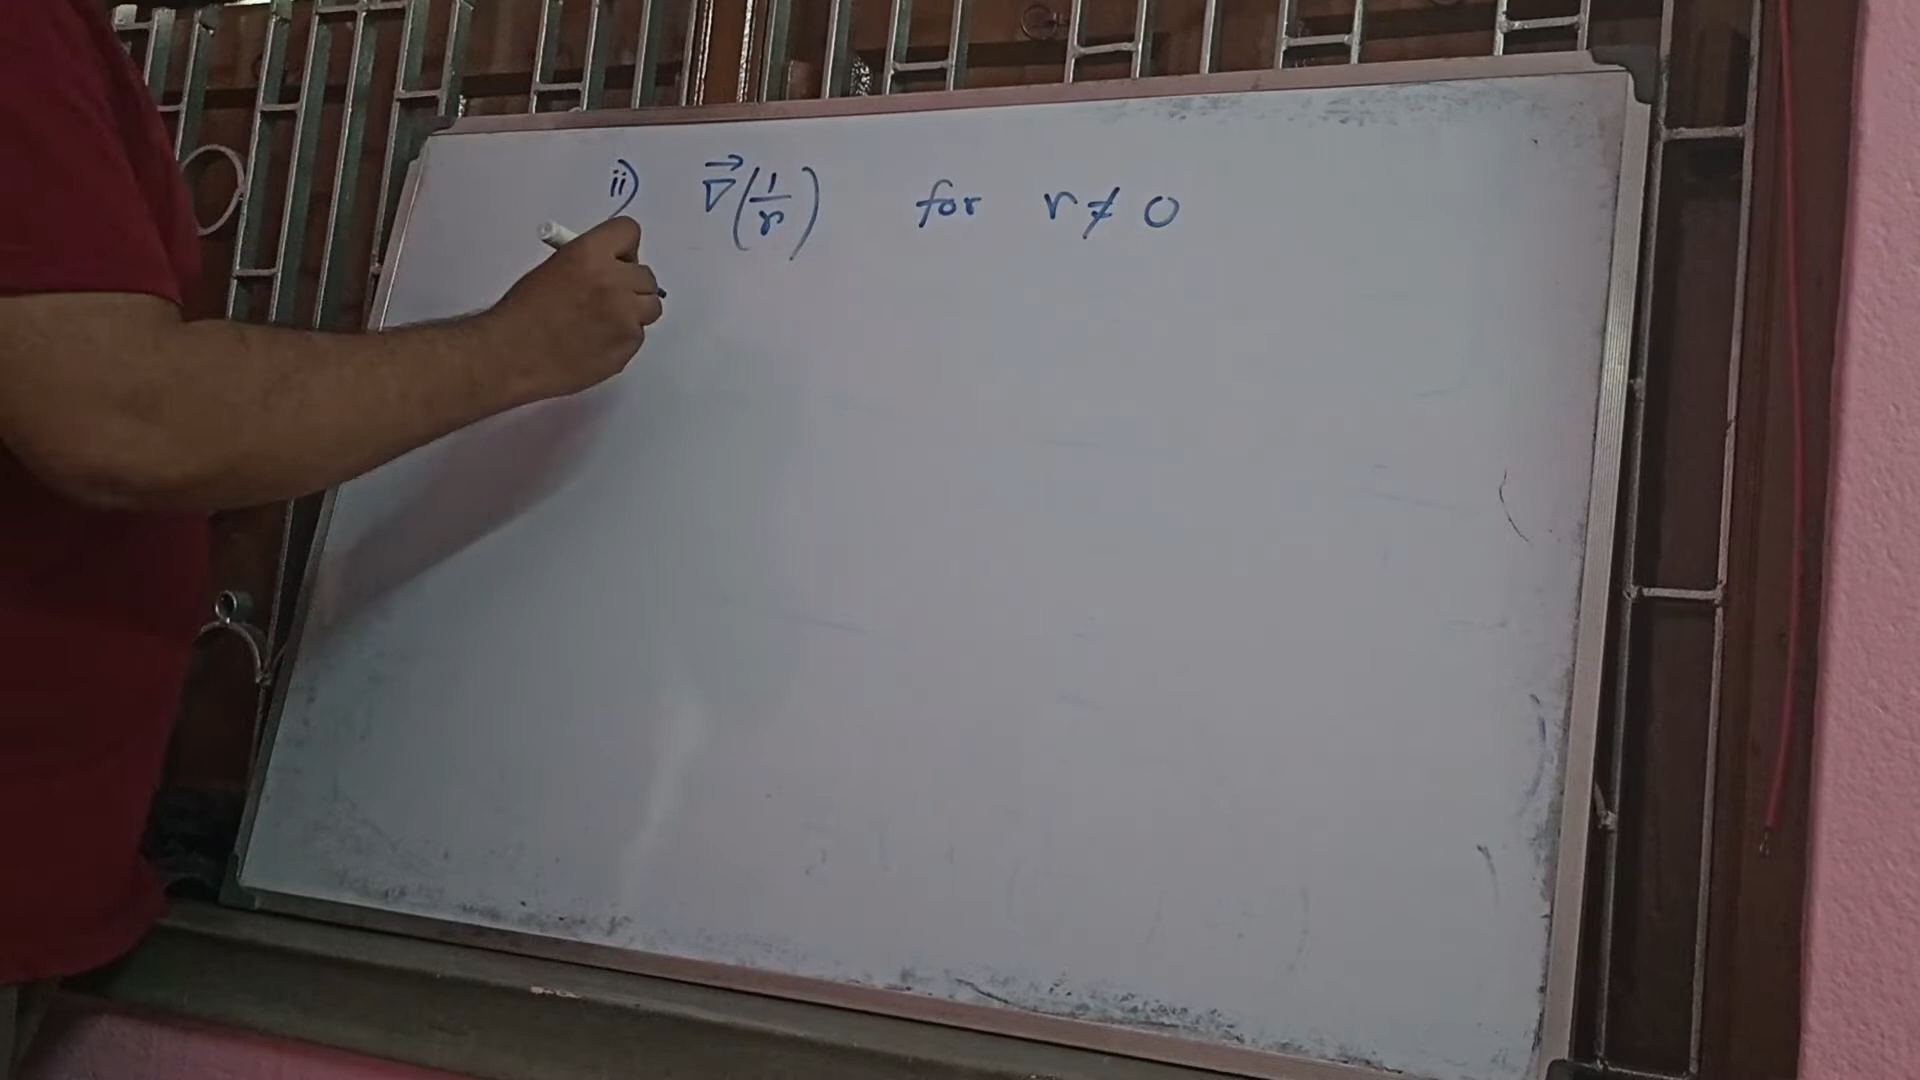 ii) ∇⃗(1/r) for r ≠ 0